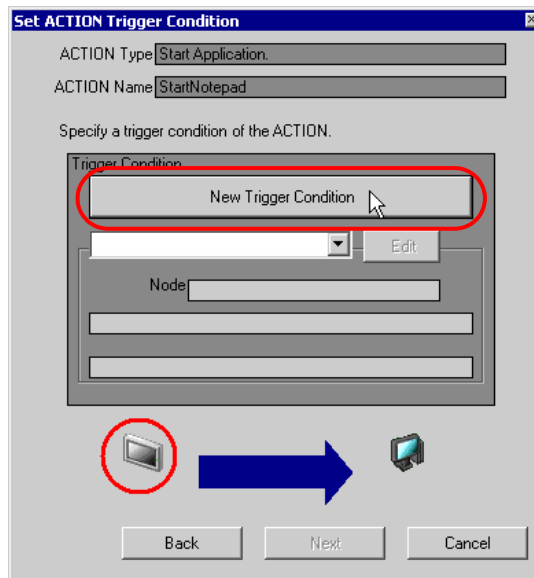 Set ACTION Trigger Condition
ACTION Type Start Application.
ACTION Name StartNotepad
Specify a trigger condition of the ACTION.
Trigger Condition
New Trigger Condition
Edit
Node
Back Next Cancel